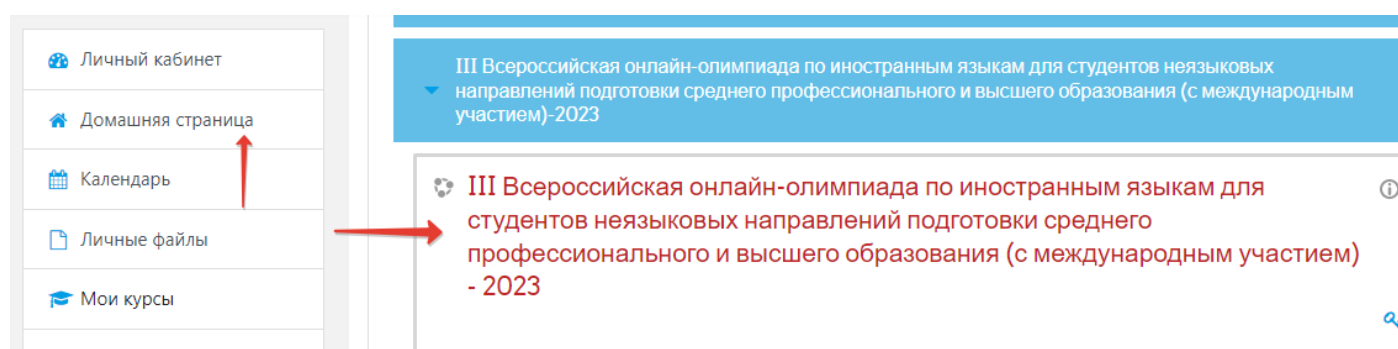 Личный кабинет
Домашняя страница
Календарь
Личные файлы
Мои курсы
III Всероссийская онлайн-олимпиада по иностранным языкам для студентов неязыковых
направлений подготовки среднего профессионального и высшего образования (с международным
участием)-2023
III Всероссийская онлайн-олимпиада по иностранным языкам для
студентов неязыковых направлений подготовки среднего
профессионального и высшего образования (с международным участием)
- 2023